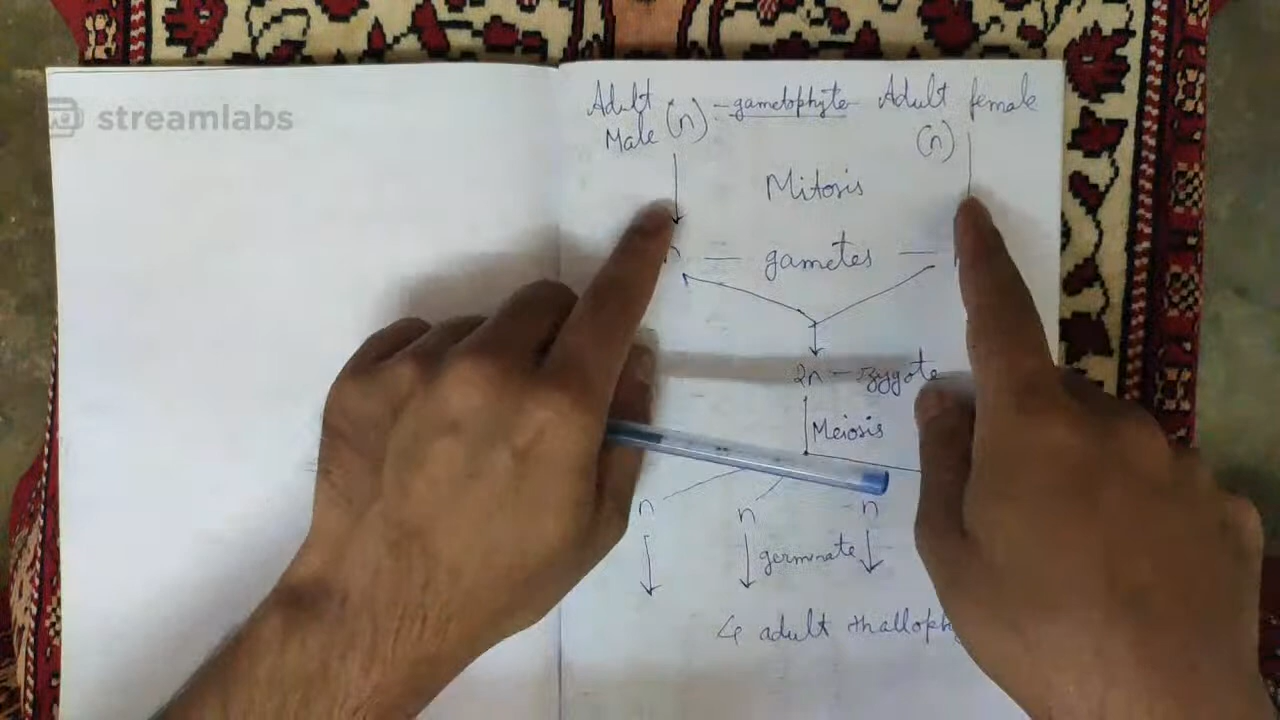 streamlabs
Adult Male (n) - gametophyte Adult female (n)
Mitosis
n - gametes -
2n - zygote
Meiosis
n n n
germinate
4 adult